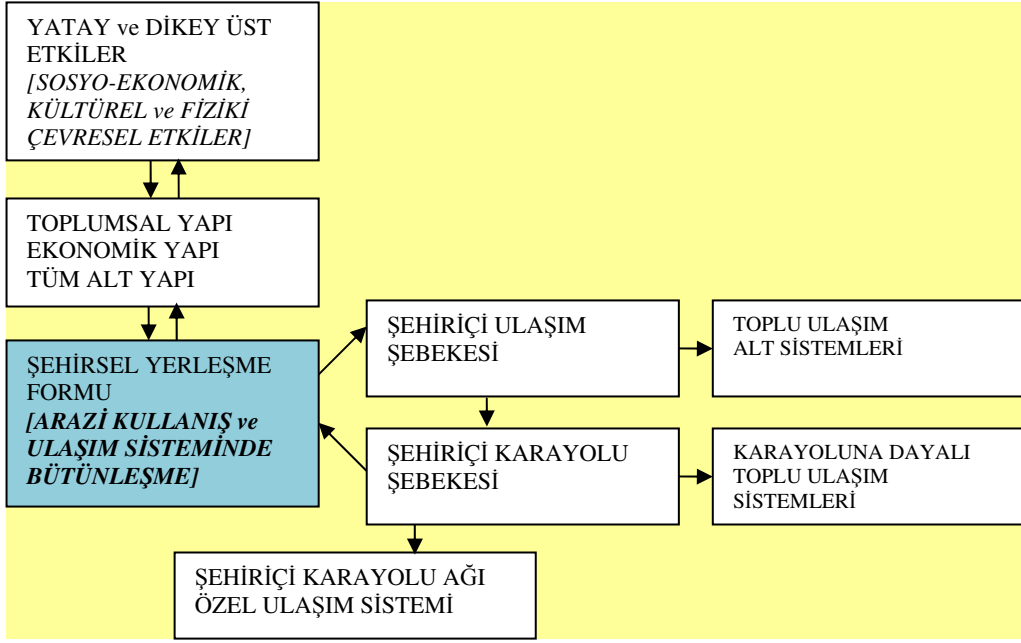 YATAY ve DİKEY ÜST
ETKİLER
[SOSYO-EKONOMİK,
KÜLTÜREL ve FİZİKİ
ÇEVRESEL ETKİLER]
TOPLUMSAL YAPI
EKONOMİK YAPI
TÜM ALT YAPI
ŞEHİRSEL YERLEŞME
FORMU
[ARAZİ KULLANIŞ ve
ULAŞIM SİSTEMİNDE
BÜTÜNLEŞME]
ŞEHİRİÇİ ULAŞIM
ŞEBEKESİ
TOPLU ULAŞIM
ALT SİSTEMLERİ
ŞEHİRİÇİ KARAYOLU
ŞEBEKESİ
KARAYOLUNA DAYALI
TOPLU ULAŞIM
SİSTEMLERİ
ŞEHİRİÇİ KARAYOLU AĞI
ÖZEL ULAŞIM SİSTEMİ